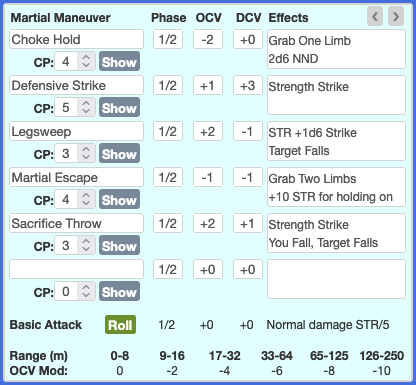 Martial Maneuver Phase OCV DCV Effects
Choke Hold 1/2 -2 +0 Grab One Limb
2d6 NND
CP: 4 Show
Defensive Strike 1/2 +1 +3 Strength Strike
CP: 5 Show
Legsweep 1/2 +2 -1 STR +1d6 Strike
Target Falls
CP: 3 Show
Martial Escape 1/2 -1 -1 Grab Two Limbs
+10 STR for holding on
CP: 4 Show
Sacrifice Throw 1/2 +2 +1 Strength Strike
You Fall, Target Falls
CP: 3 Show
1/2 +0 +0
CP: 0 Show
Basic Attack Roll 1/2 +0 +0 Normal damage STR/5
Range (m) 0-8 9-16 17-32 33-64 65-125 126-250
OCV Mod: 0 -2 -4 -6 -8 -10